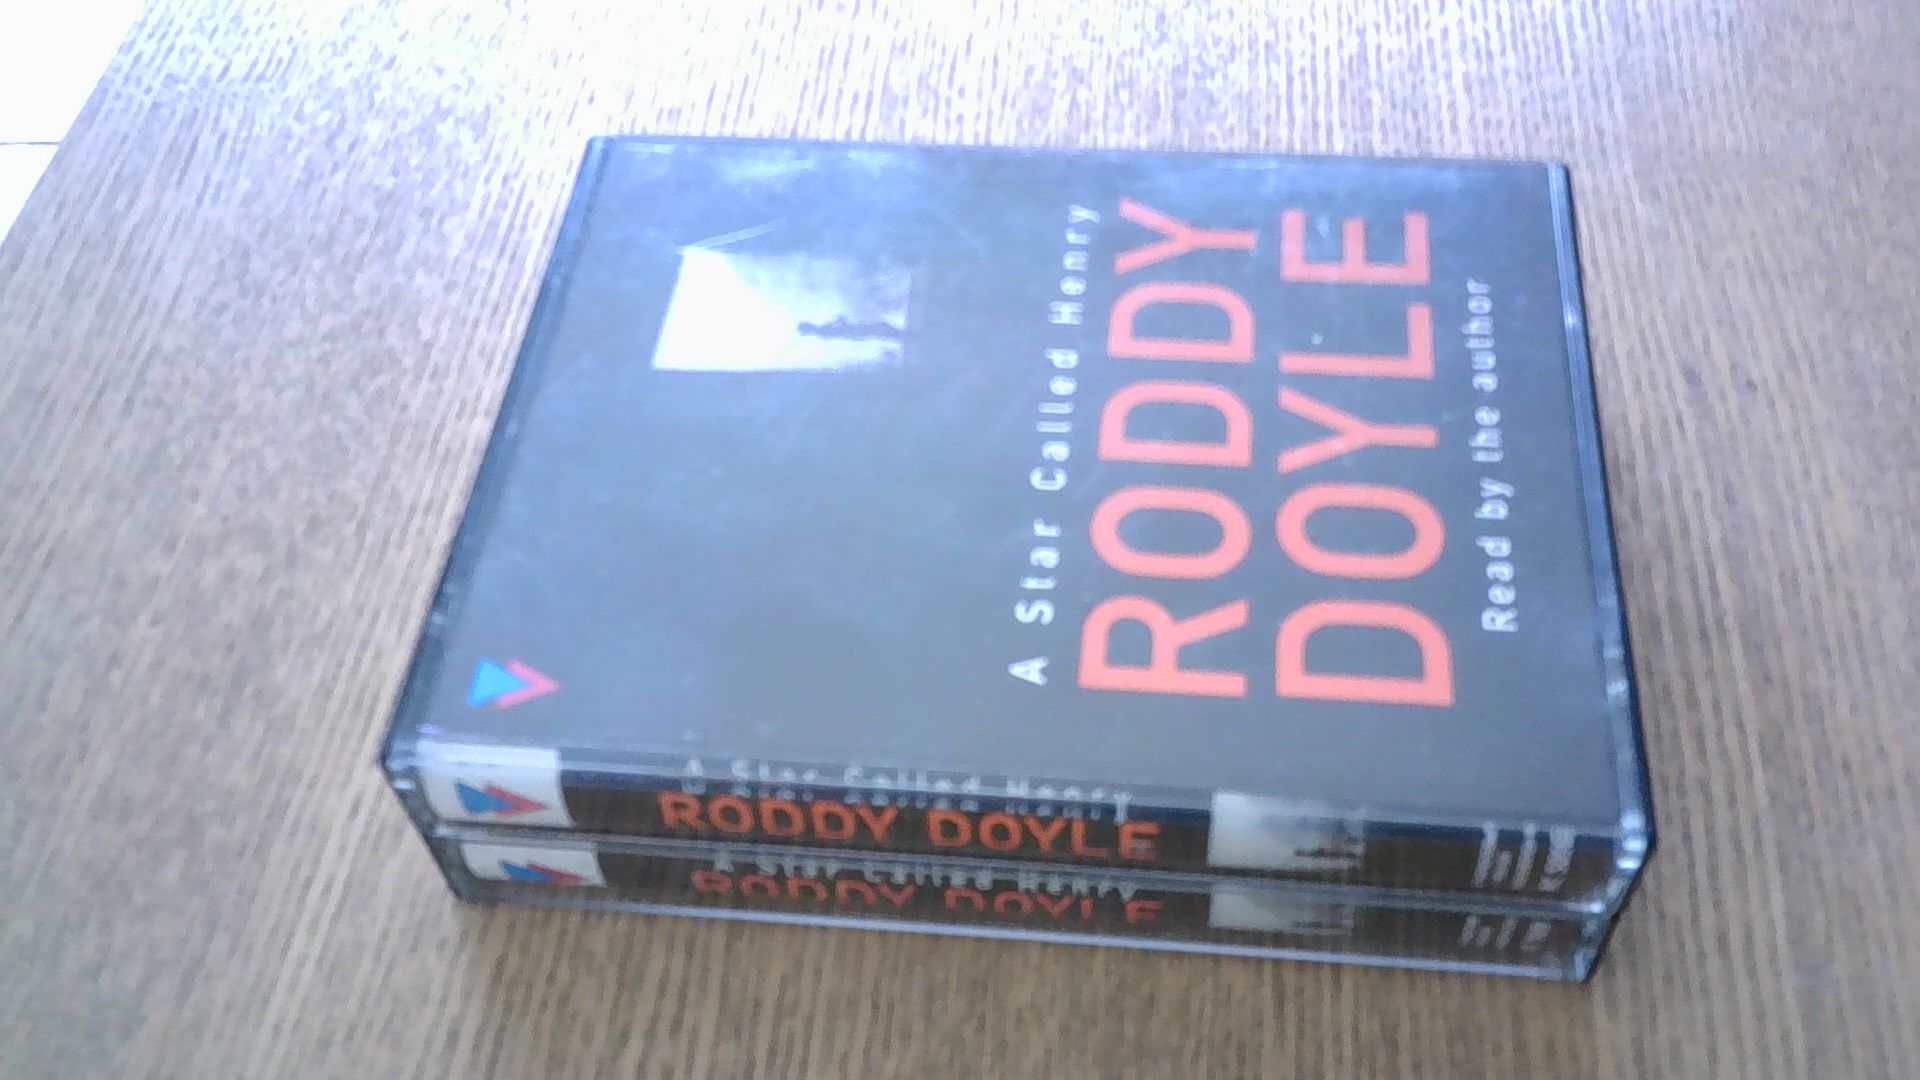 A Star Called Henry
RODDY
DOYLE
Read by the author
A Star Called Henry
RODDY DOYLE
A Star Called Henry
RODDY DOYLE